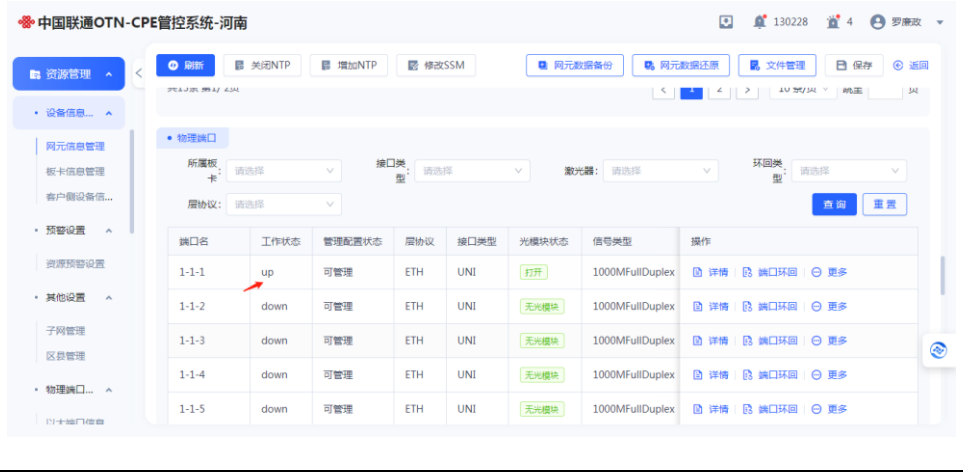 中国联通OTN-CPE管控系统-河南
130228
4
罗庚政
资源管理
刷新
关闭NTP
增加NTP
修改SSM
网元数据备份
网元数据还原
文件管理
保存
返回
共15条 第1/ 2页
1
2
10 条/页
跳至
页
设备信息...
网元信息管理
板卡信息管理
客户侧设备信...
预警设置
资源预警设置
其他设置
子网管理
区县管理
物理端口...
以太端口信息
物理端口
所属板卡:
请选择
接口类型:
请选择
激光器:
请选择
环回类型:
请选择
层协议:
请选择
查 询
重 置
端口名 工作状态 管理配置状态 层协议 接口类型 光模块状态 信号类型 操作
1-1-1 up 可管理 ETH UNI 打开 1000MFullDuplex 详情 端口环回 更多
1-1-2 down 可管理 ETH UNI 无光模块 1000MFullDuplex 详情 端口环回 更多
1-1-3 down 可管理 ETH UNI 无光模块 1000MFullDuplex 详情 端口环回 更多
1-1-4 down 可管理 ETH UNI 无光模块 1000MFullDuplex 详情 端口环回 更多
1-1-5 down 可管理 ETH UNI 无光模块 1000MFullDuplex 详情 端口环回 更多